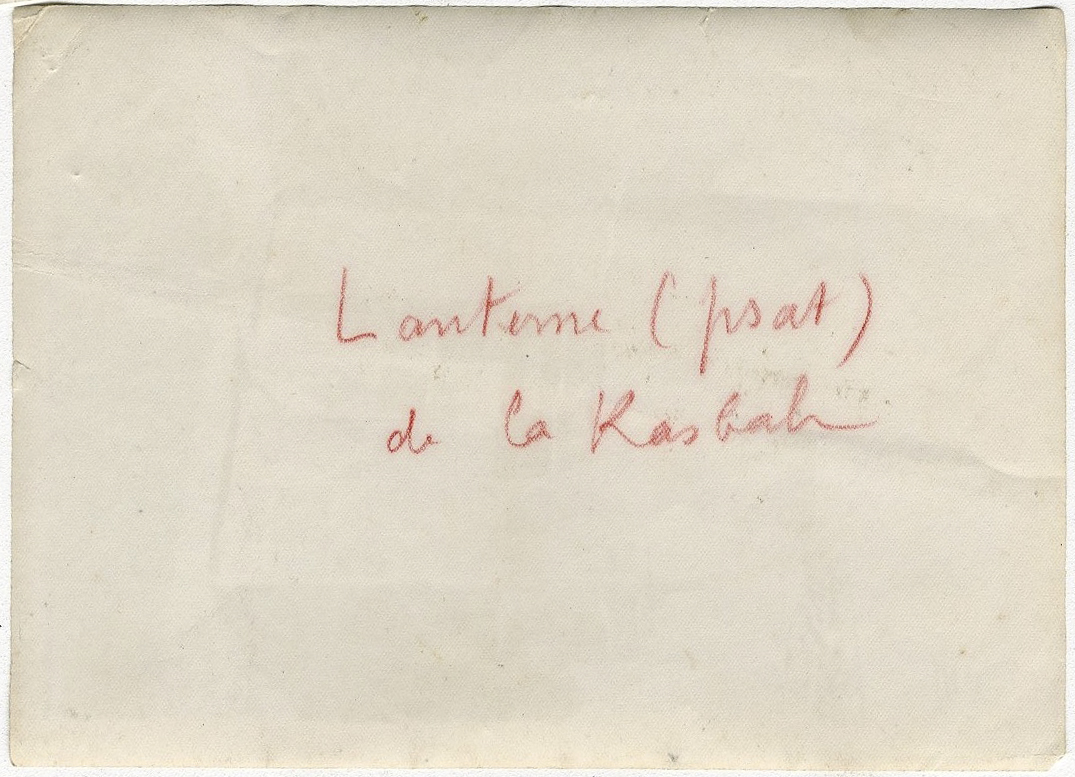 Lanterne (psat)
de la Kasbah